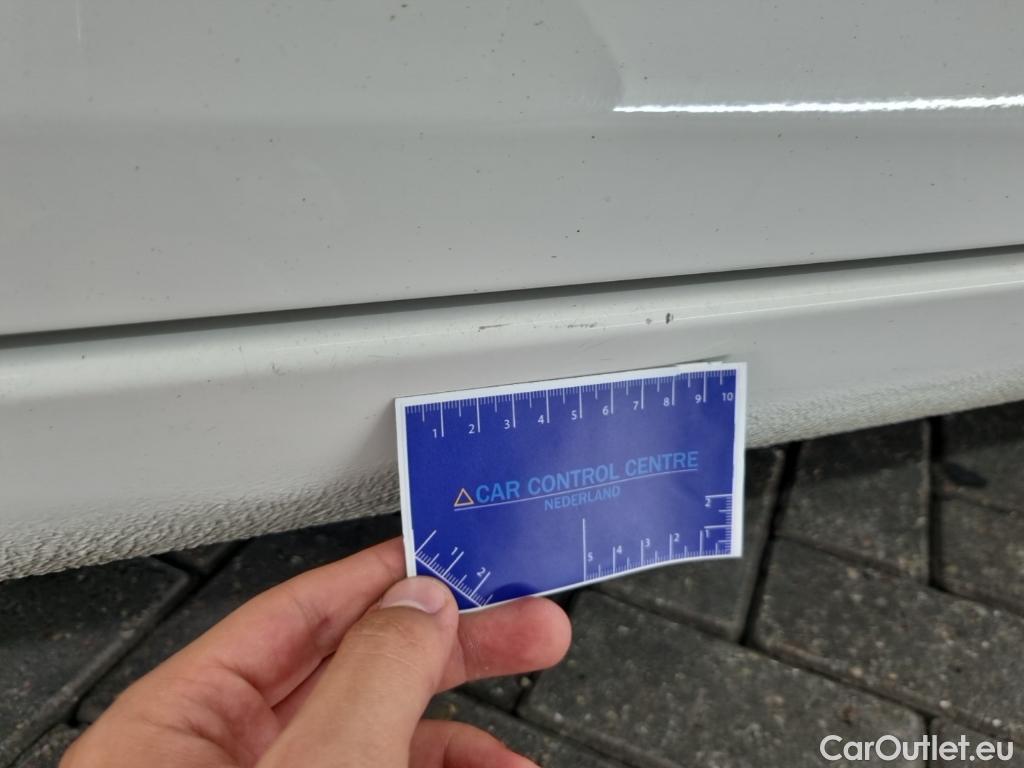 1 2 3 4 5 6 7 8 9 10
CAR CONTROL CENTRE
NEDERLAND
2
1
1
2
5 4 3 2
CarOutlet.eu